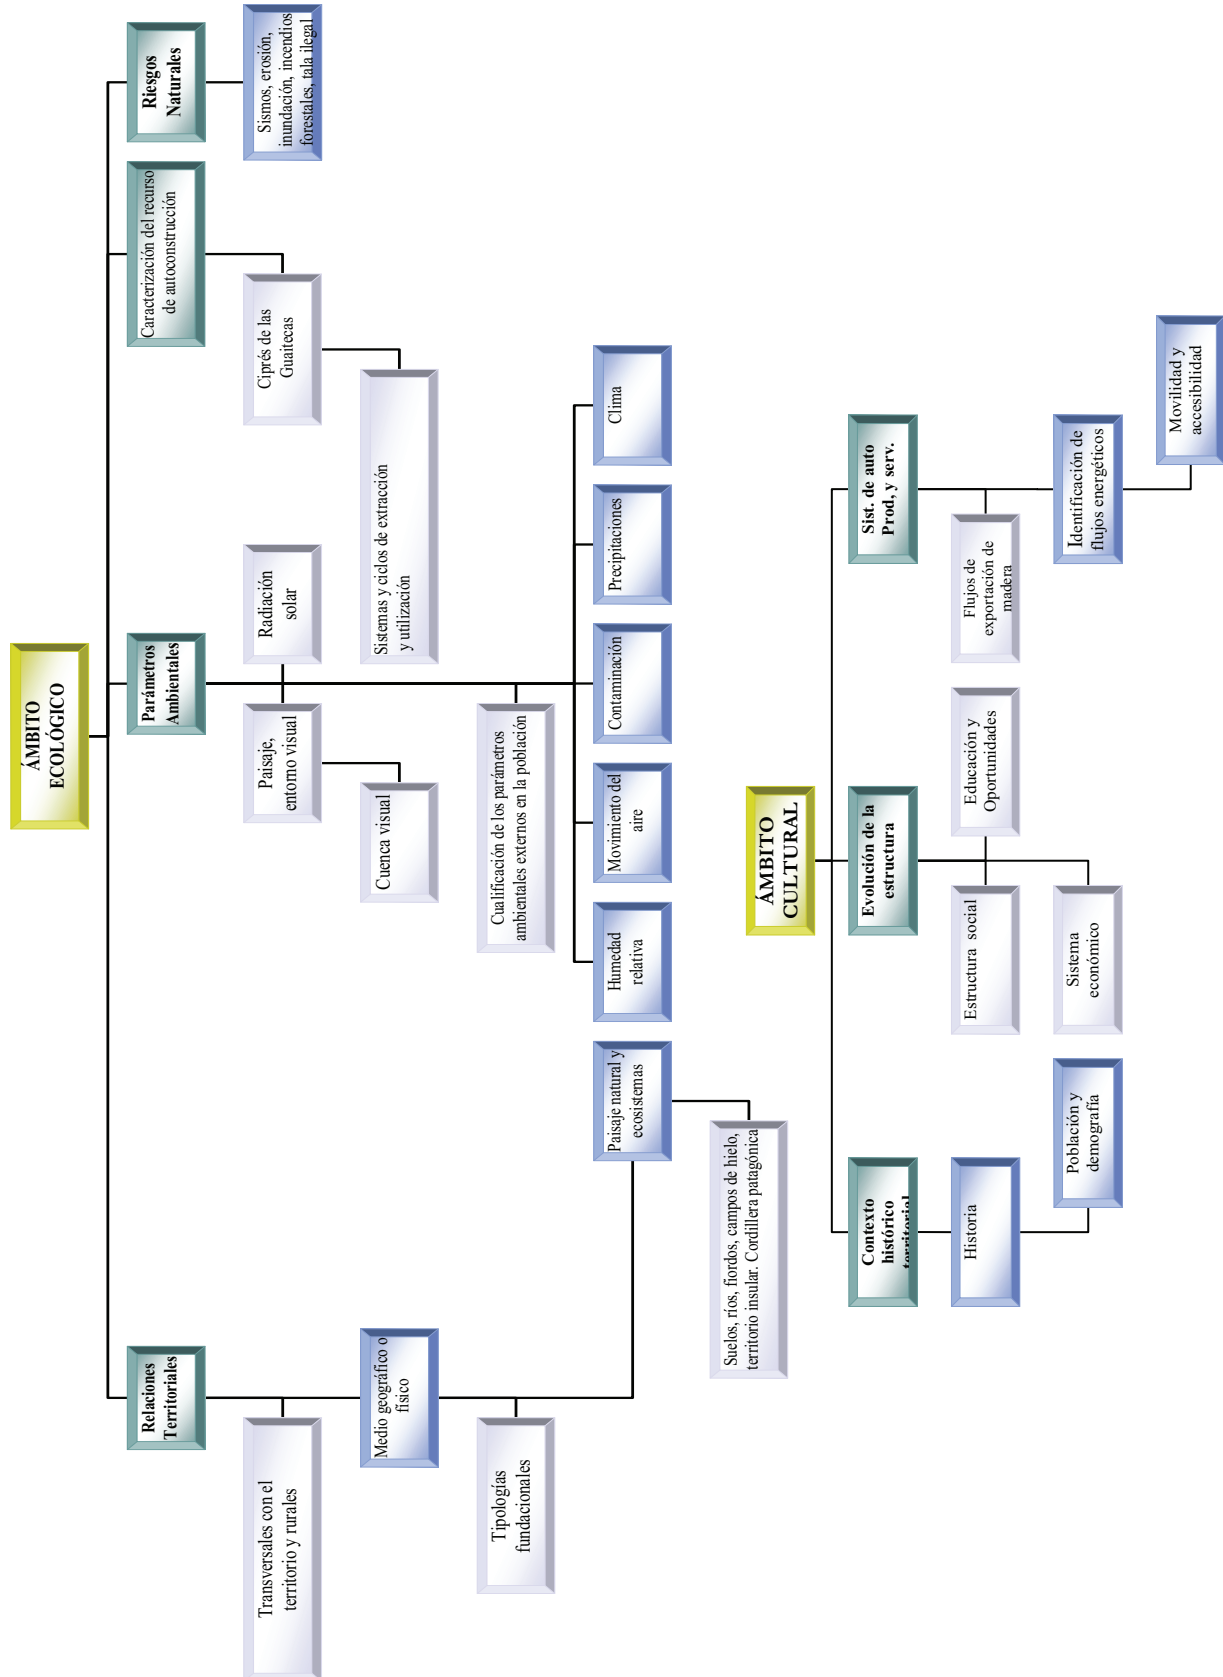 ÁMBITO
ECOLÓGICO
Relaciones
Territoriales
Parámetros
Ambientales
Caracterización del recurso
de autoconstrucción
Riesgos
Naturales
Transversales con el
territorio y rurales
Paisaje,
entorno visual
Radiación
solar
Ciprés de las
Guaitecas
Sismos, erosión,
inundación, incendios
forestales, tala ilegal
Medio geográfico o
físico
Cuenca visual
Sistemas y ciclos de extracción
y utilización
Tipologías
fundacionales
Cualificación de los parámetros
ambienales externos en la población
Paisaje natural y
ecosistemas
Humedad
relativa
Movimiento del
aire
Contaminación
Precipitaciones
Clima
Suelos, ríos, fiordos, campos de hielo,
territorio insular. Cordillera patagónica
ÁMBITO
CULTURAL
Contexto
histórico
territorial
Evolución de la
estructura
Sist. de auto
Prod, y serv.
Historia
Estructura social
Educación y
Oportunidades
Flujos de
exportación de
madera
Población y
demografía
Sistema
económico
Identificación de
flujos energéticos
Movilidad y
accesibilidad